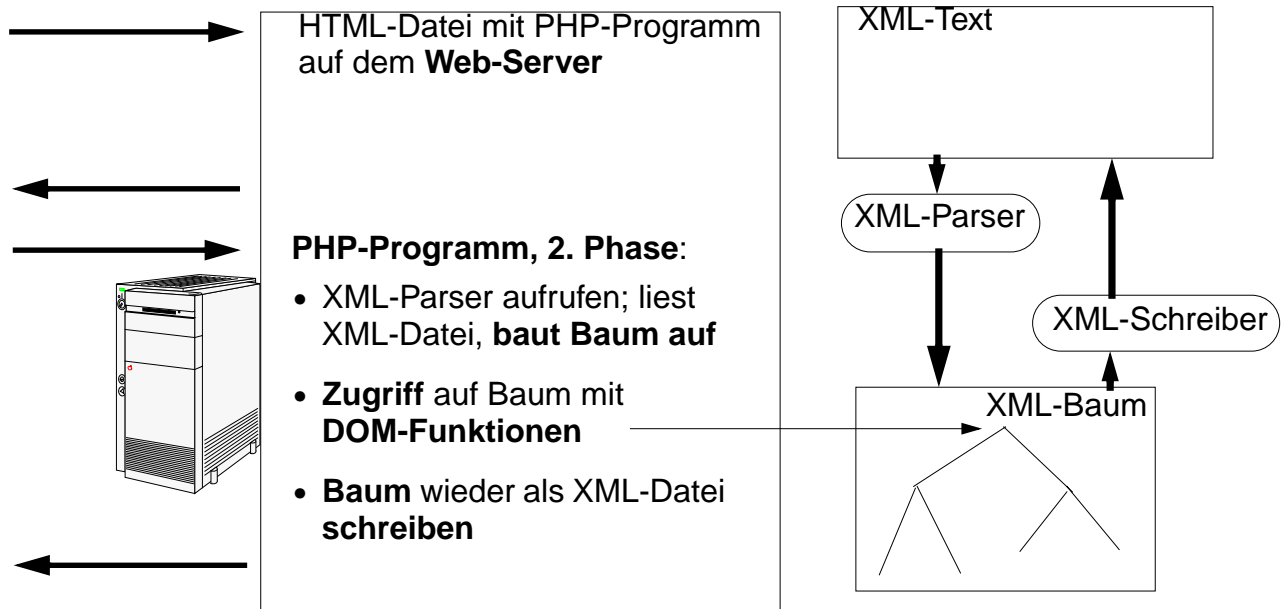 HTML-Datei mit PHP-Programm
auf dem Web-Server
PHP-Programm, 2. Phase:
• XML-Parser aufrufen; liest
XML-Datei, baut Baum auf
• Zugriff auf Baum mit
DOM-Funktionen
• Baum wieder als XML-Datei
schreiben
XML-Text
XML-Parser
XML-Schreiber
XML-Baum